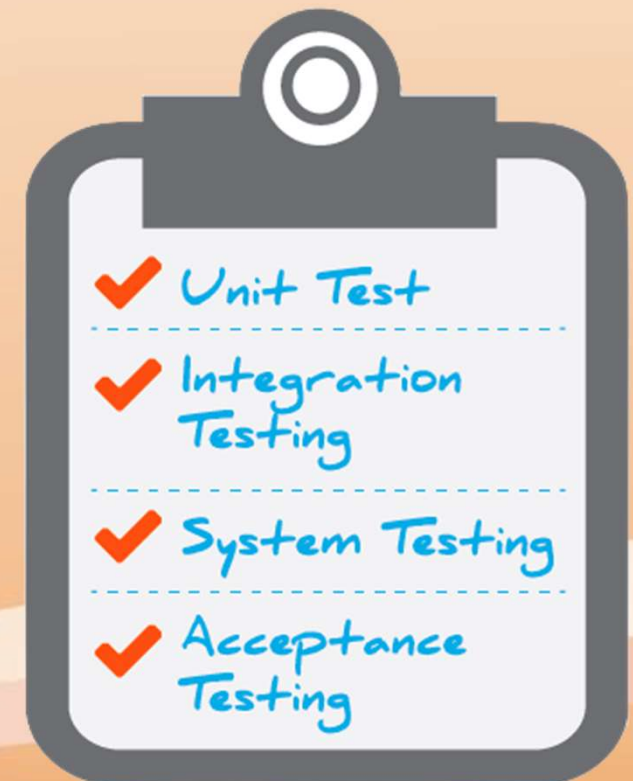 Unit Test
Integration
Testing
System Testing
Acceptance
Testing